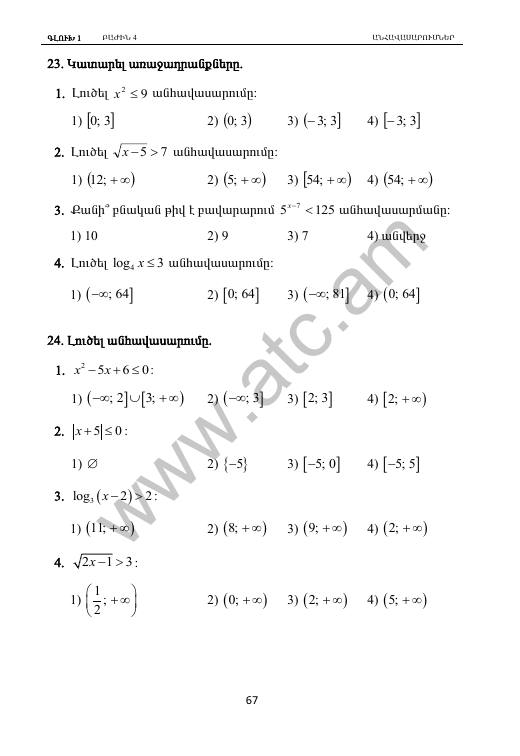 ԳԼՈՒԽ 1 ԲԱԺԻՆ 4 ԱՆՀԱՎԱՍԱՐՈՒՄՆԵՐ
23. Կատարել առաջադրանքները.
1. Լուծել x² ≤ 9 անհավասարումը:
1) [0; 3] 2) (0; 3) 3) (−3; 3] 4) [−3; 3]
2. Լուծել √(x−5) > 7 անհավասարումը:
1) (12; +∞) 2) (5; +∞) 3) [54; +∞) 4) (54; +∞)
3. Քանի՞ բնական թիվ է բավարարում 5ˣ⁻⁷ < 125 անհավասարմանը:
1) 10 2) 9 3) 7 4) անվերջ
4. Լուծել log₄ x ≤ 3 անհավասարումը:
1) (−∞; 64] 2) [0; 64] 3) (−∞; 81] 4) (0; 64]
24. Լուծել անհավասարումը.
1. x² − 5x + 6 ≤ 0:
1) (−∞; 2]∪[3; +∞) 2) (−∞; 3] 3) [2; 3] 4) [2; +∞)
2. |x+5| ≤ 0:
1) ∅ 2) {−5} 3) [−5; 0] 4) [−5; 5]
3. log₃(x−2) > 2:
1) (11; +∞) 2) (8; +∞) 3) (9; +∞) 4) (2; +∞)
4. √(2x−1) > 3:
1) (1/2; +∞) 2) (0; +∞) 3) (2; +∞) 4) (5; +∞)
www.atc.am
67